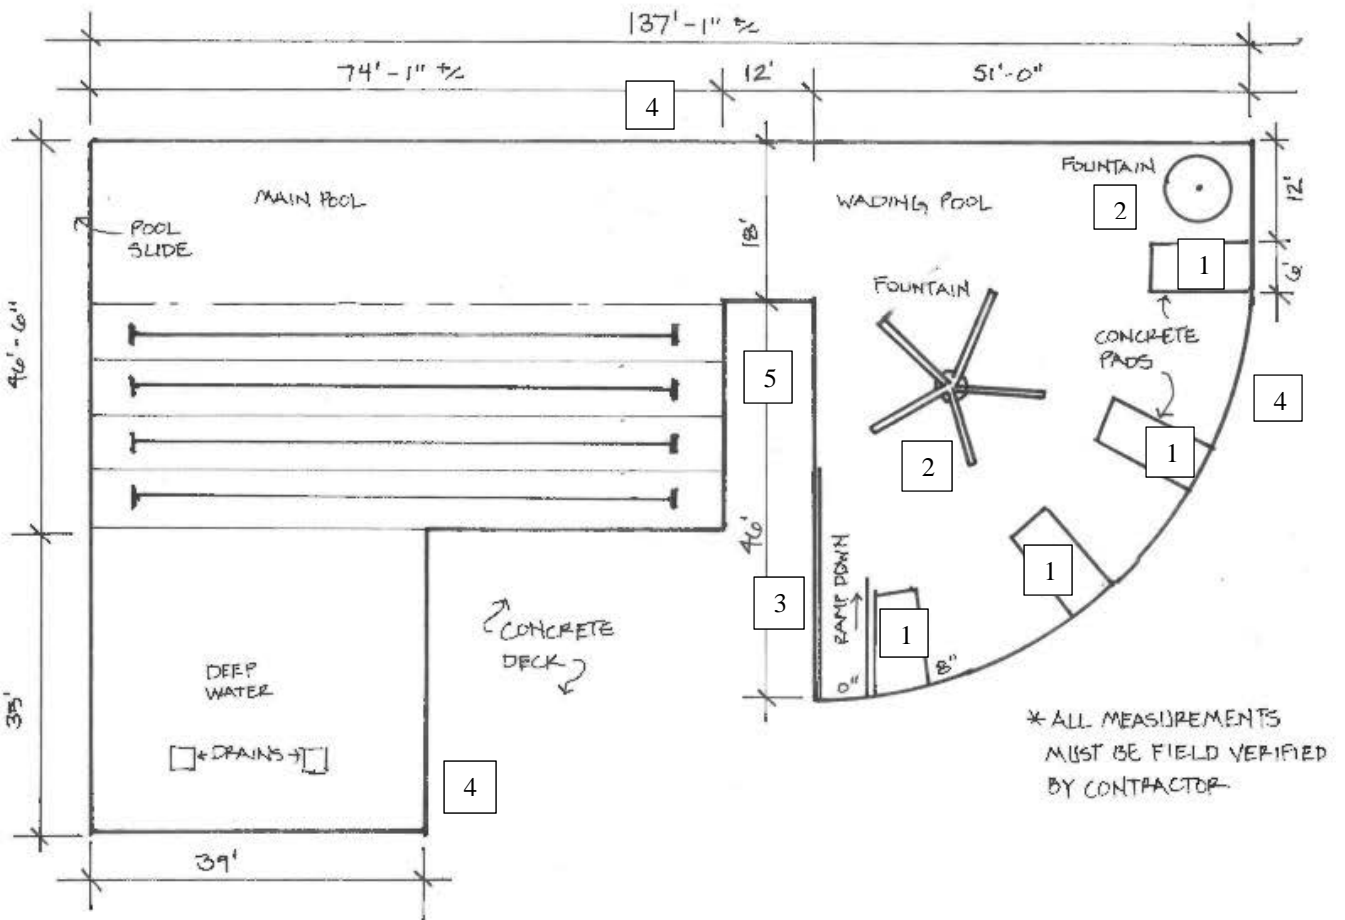 137'-1" +/-
74'-1" +/-
12'
51'-0"
4
MAIN POOL
POOL
SLIDE
WADING POOL
FOUNTAIN
2
12'
18'
1
6'
FOUNTAIN
CONCRETE
PADS
46'-6"
5
4
1
2
46'
RAMP DOWN
1
3
1
CONCRETE
DECK
0"
8"
DEEP
WATER
35'
DRAINS
4
* ALL MEASUREMENTS
MUST BE FIELD VERIFIED
BY CONTRACTOR
39'